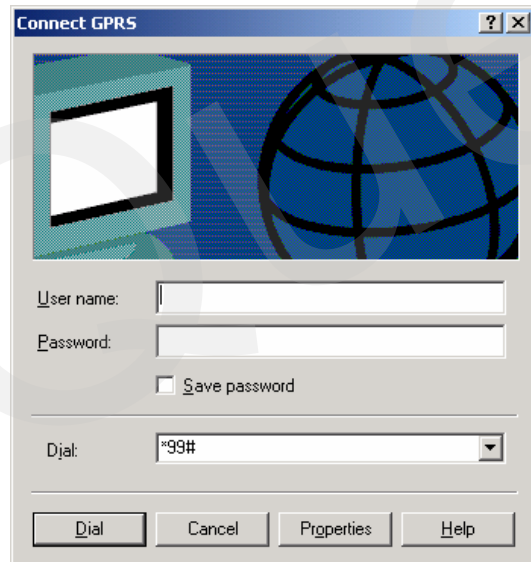 Connect GPRS
User name:
Password:
Save password
Dial: *99#
Dial Cancel Properties Help